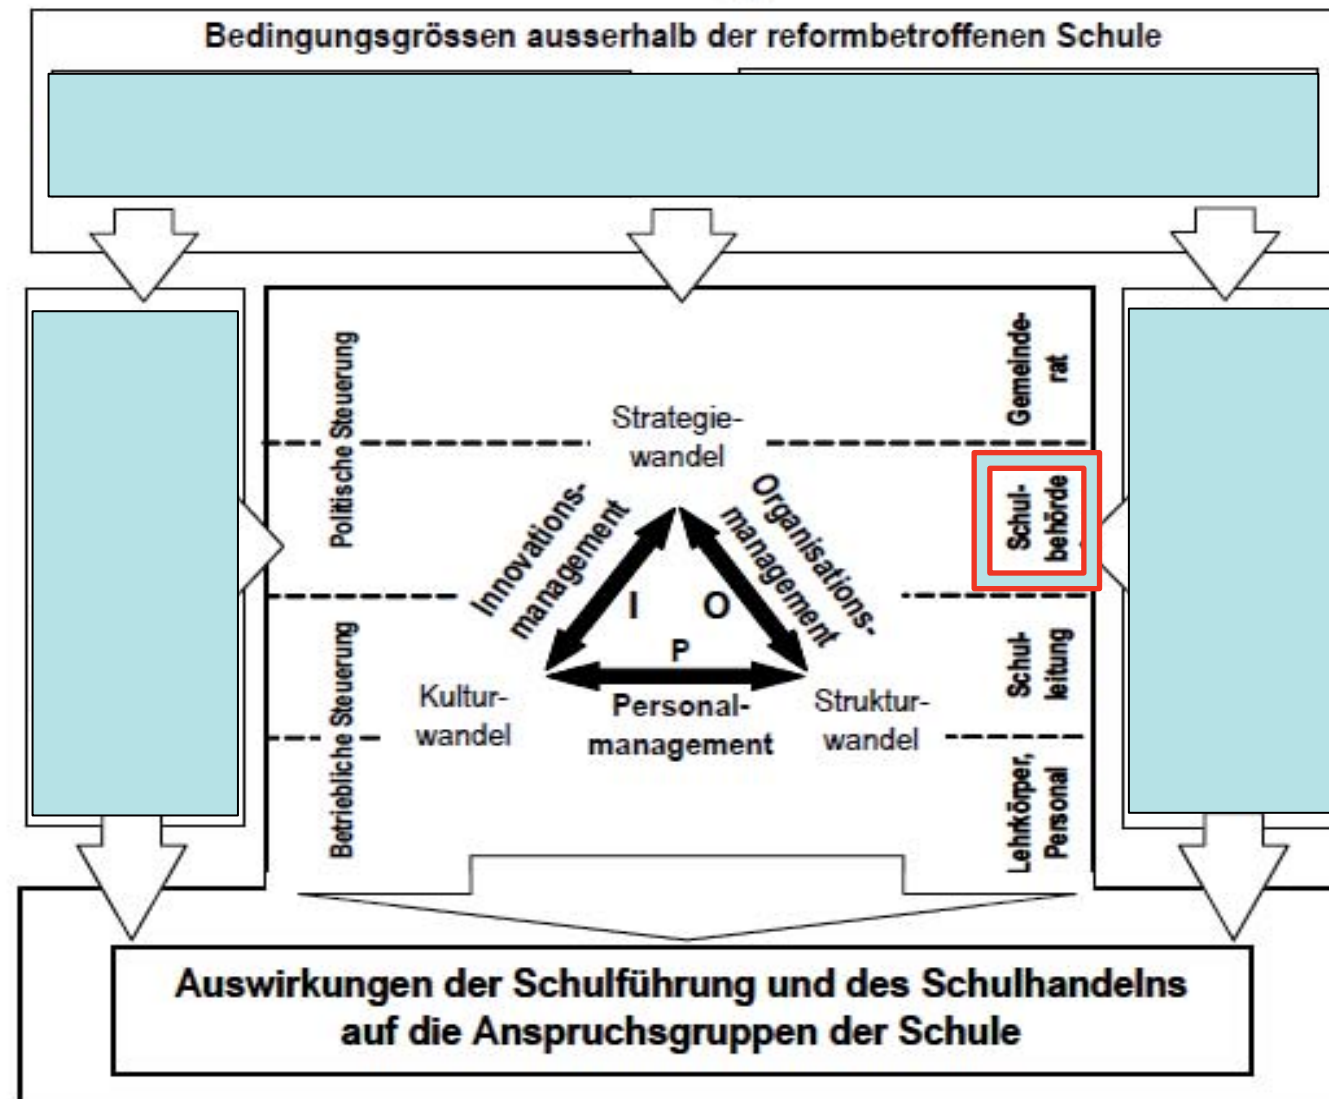 Bedingungsgrössen ausserhalb der reformbetroffenen Schule
Politische Steuerung
Betriebliche Steuerung
Strategie-
wandel
Innovations-
management
Organisations-
management
I
O
P
Kultur-
wandel
Personal-
management
Struktur-
wandel
Gemeinde-
rat
Schul-
behörde
Schul-
leitung
Lehrkörper,
Personal
Auswirkungen der Schulführung und des Schulhandelns
auf die Anspruchsgruppen der Schule